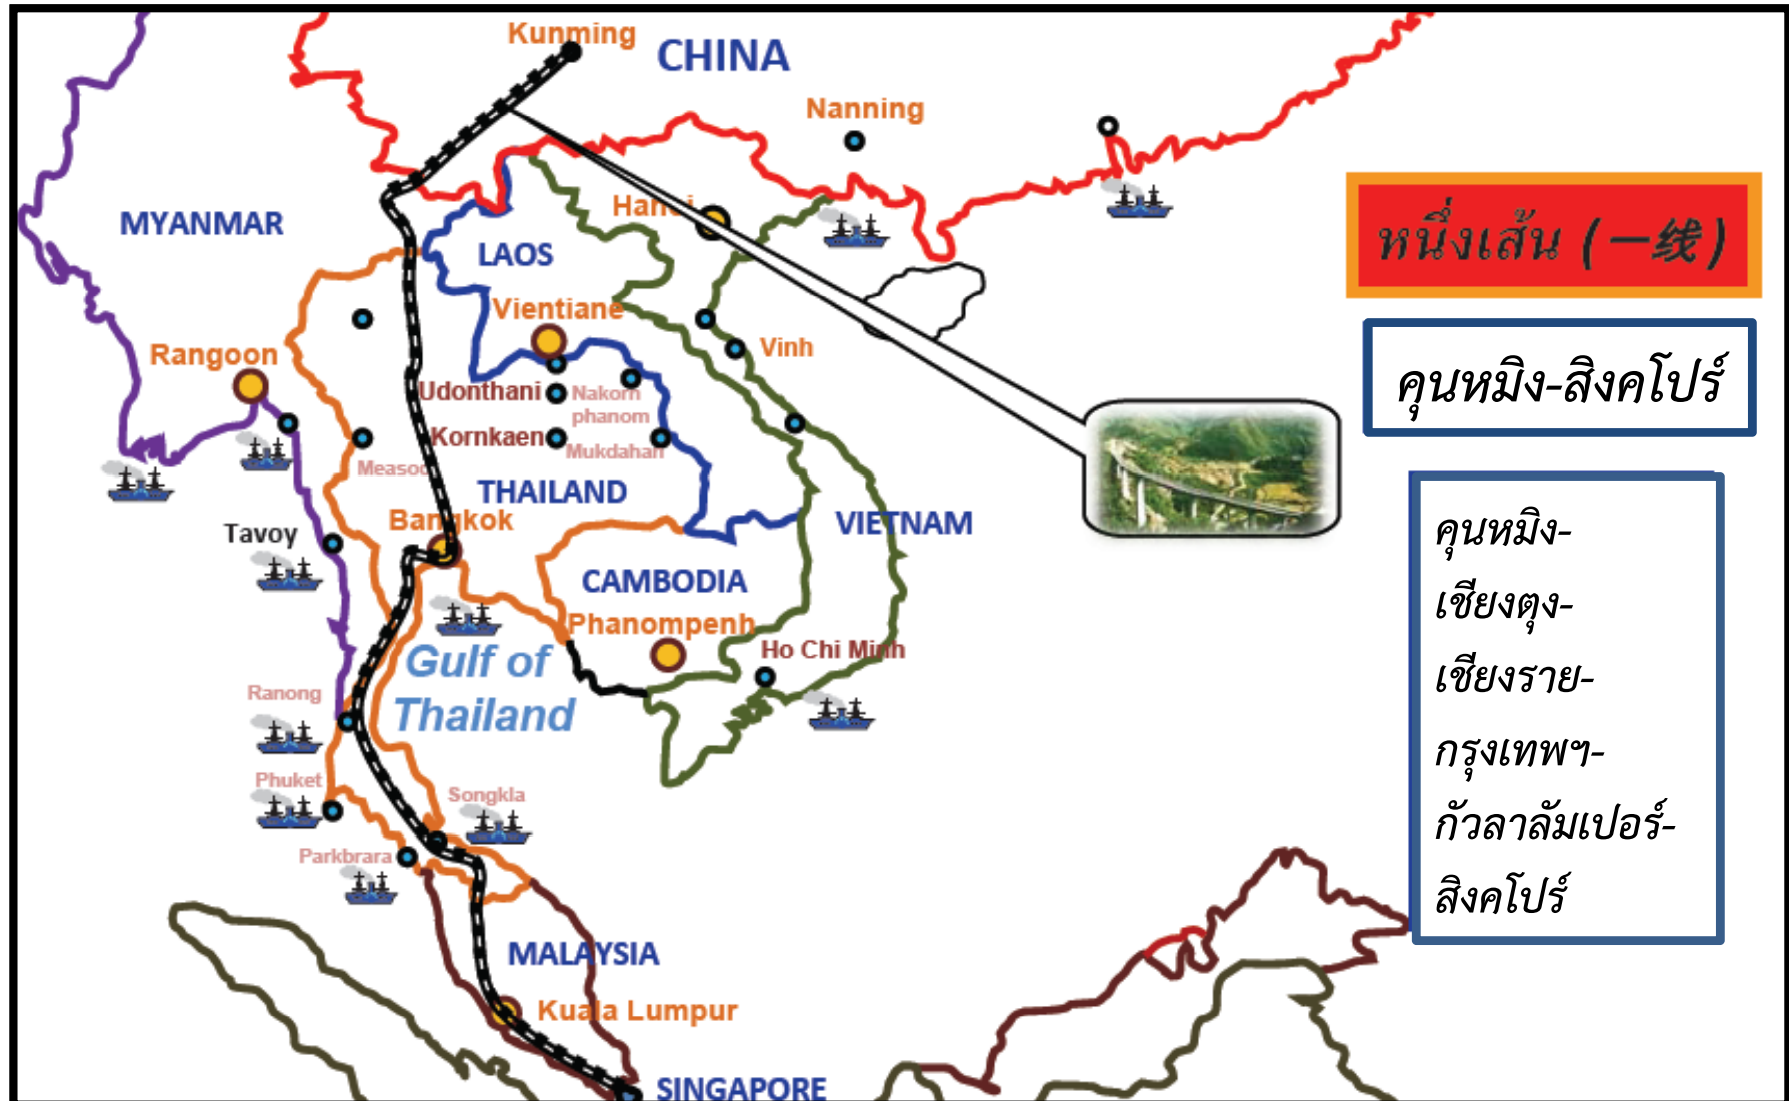 Kunming
CHINA
Nanning
MYANMAR
Hanoi
LAOS
Vientiane
Rangoon
Vinh
Udonthani
Nakorn
phanom
Kornkaen
Mukdahan
Measod
THAILAND
Bangkok
VIETNAM
Tavoy
CAMBODIA
Phanompenh
Ho Chi Minh
Gulf of
Thailand
Ranong
Phuket
Songkla
Parkbrara
MALAYSIA
Kuala Lumpur
SINGAPORE
หนึ่งเส้น (一线)
คุนหมิง-สิงคโปร์
คุนหมิง-
เชียงตุง-
เชียงราย-
กรุงเทพฯ-
กัวลาลัมเปอร์-
สิงคโปร์